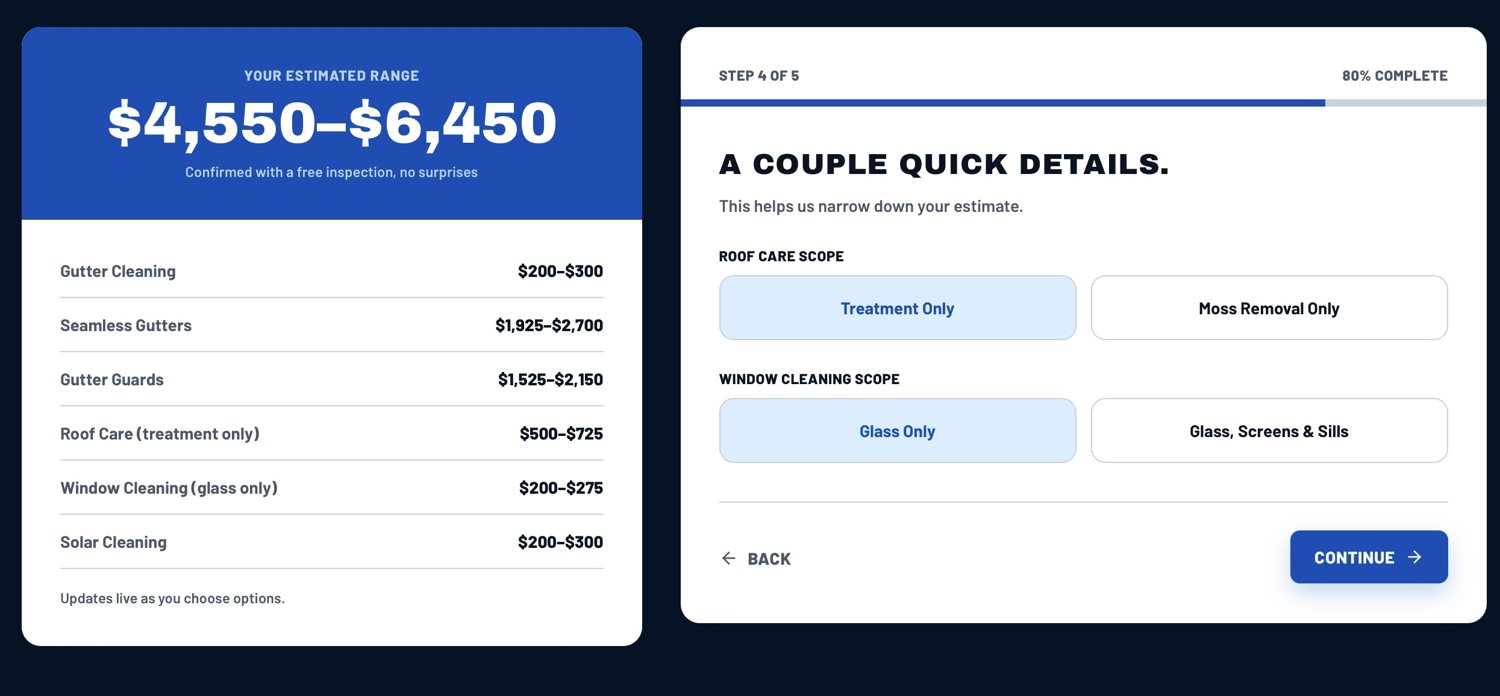 YOUR ESTIMATED RANGE
$4,550–$6,450
Confirmed with a free inspection, no surprises
Gutter Cleaning $200–$300
Seamless Gutters $1,925–$2,700
Gutter Guards $1,525–$2,150
Roof Care (treatment only) $500–$725
Window Cleaning (glass only) $200–$275
Solar Cleaning $200–$300
Updates live as you choose options.
STEP 4 OF 5 80% COMPLETE
A COUPLE QUICK DETAILS.
This helps us narrow down your estimate.
ROOF CARE SCOPE
Treatment Only Moss Removal Only
WINDOW CLEANING SCOPE
Glass Only Glass, Screens & Sills
← BACK CONTINUE →